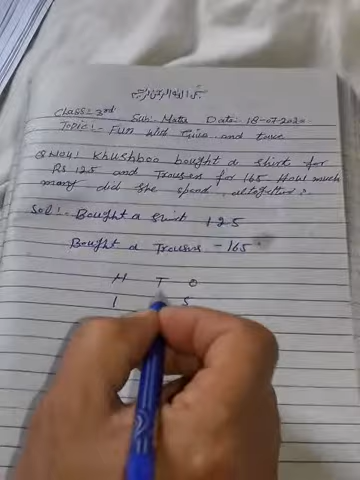 Class:- 3rd Sub:- Maths Date:- 18-07-202
Topic:- Fun with Give and take
Q No1: Khushboo bought a shirt for
Rs 125 and Trousers for 165. How much
money did she spend altogether?
Sol:- Bought a shirt 125
Bought a Trousers - 165
H T O
1 5